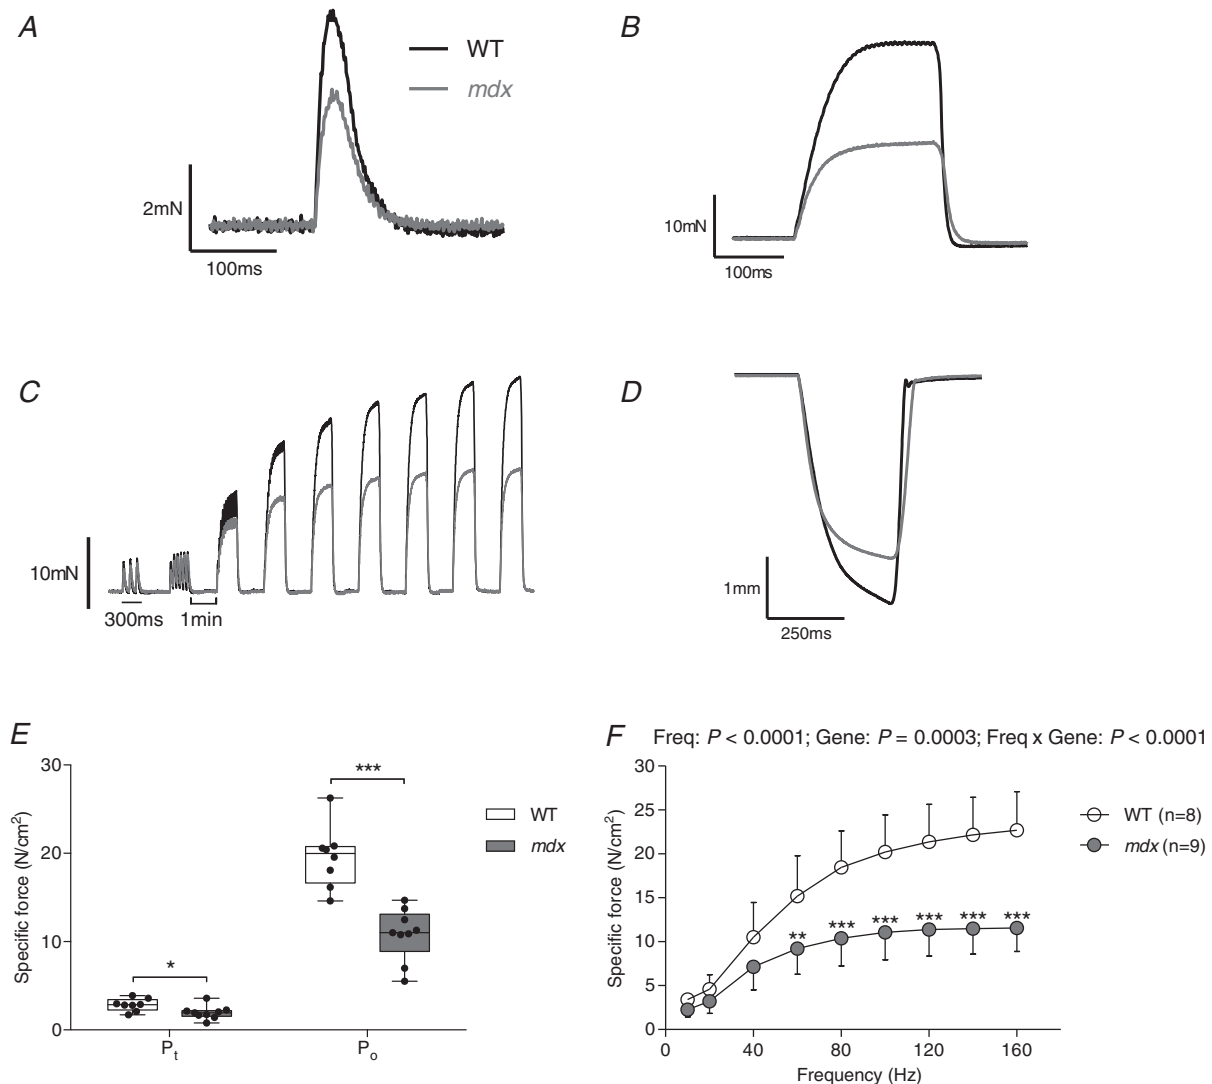 A
WT
mdx
2mN
100ms
B
10mN
100ms
C
10mN
300ms 1min
D
1mm
250ms
E
Specific force (N/cm2)
30
20
10
0
***
*
Pt
Po
WT
mdx
F Freq: P < 0.0001; Gene: P = 0.0003; Freq x Gene: P < 0.0001
Specific force (N/cm2)
30
25
20
15
10
5
0
** *** *** *** *** ***
0 40 80 120 160
Frequency (Hz)
WT (n=8)
mdx (n=9)